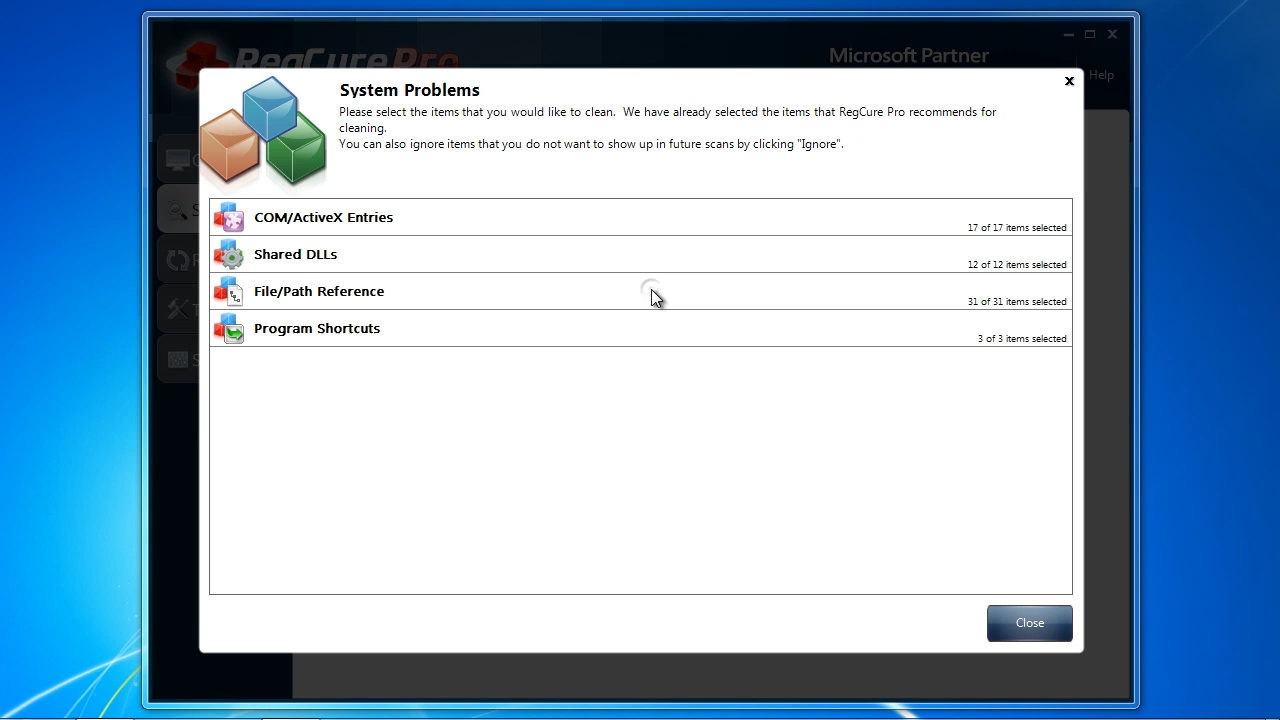 RegCure Pro
Microsoft Partner
Help
System Problems
Please select the items that you would like to clean.  We have already selected the items that RegCure Pro recommends for
cleaning.
You can also ignore items that you do not want to show up in future scans by clicking "Ignore".
COM/ActiveX Entries
17 of 17 items selected
Shared DLLs
12 of 12 items selected
File/Path Reference
31 of 31 items selected
Program Shortcuts
3 of 3 items selected
Close